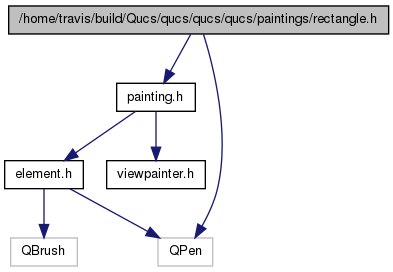 /home/travis/build/Qucs/qucs/qucs/qucs/paintings/rectangle.h
painting.h
element.h
viewpainter.h
QBrush
QPen